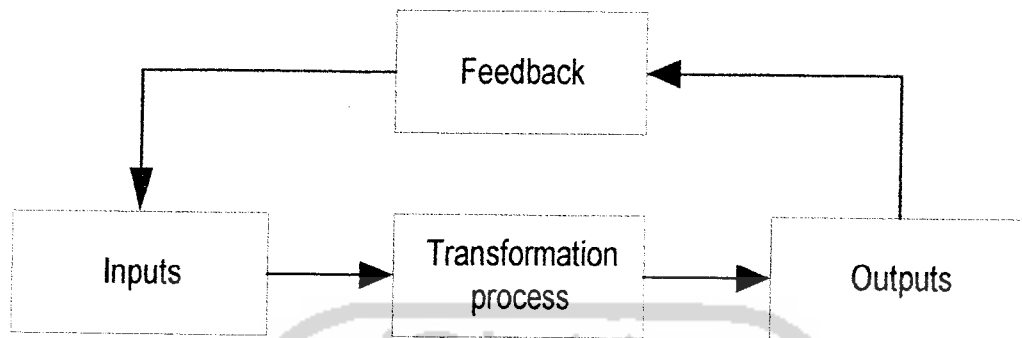 Feedback
Inputs
Transformation
process
Outputs